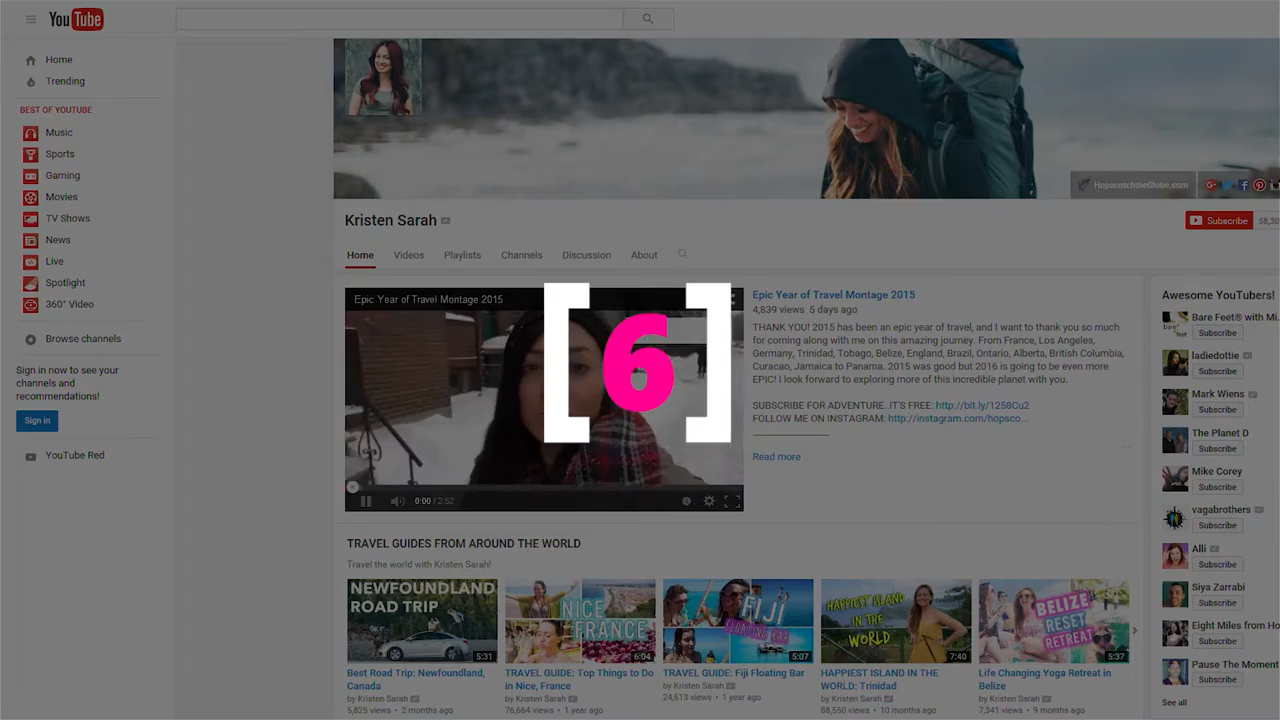 YouTube
Home
Trending
BEST OF YOUTUBE
Music
Sports
Gaming
Movies
TV Shows
News
Live
Spotlight
360° Video
Browse channels
Sign in now to see your
channels and
recommendations!
Sign in
YouTube Red
HopscotchtheGlobe.com
Kristen Sarah
Subscribe 58,30
Home Videos Playlists Channels Discussion About
Epic Year of Travel Montage 2015
[6]
0:00 / 2:52
Epic Year of Travel Montage 2015
4,839 views 5 days ago
THANK YOU! 2015 has been an epic year of travel, and I want to thank you so much
for coming along with me on this amazing journey. From France, Los Angeles,
Germany, Trinidad, Tobago, Belize, England, Brazil, Ontario, Alberta, British Columbia,
Curacao, Jamaica to Panama. 2015 was good but 2016 is going to be even more
EPIC! I look forward to exploring more of this incredible planet with you.
SUBSCRIBE FOR ADVENTURE..IT'S FREE: http://bit.ly/1258Cu2
FOLLOW ME ON INSTAGRAM: http://instagram.com/hopsco...
Read more
Awesome YouTubers!
Bare Feet® with Mi..
Subscribe
ladiedottie
Subscribe
Mark Wiens
Subscribe
The Planet D
Subscribe
Mike Corey
Subscribe
vagabrothers
Subscribe
Alli
Subscribe
Siya Zarrabi
Subscribe
Eight Miles from Ho
Subscribe
Pause The Moment
Subscribe
See all
TRAVEL GUIDES FROM AROUND THE WORLD
Travel the world with Kristen Sarah!
NEWFOUNDLAND
ROAD TRIP
5:31
Best Road Trip: Newfoundland,
Canada
by Kristen Sarah
5,825 views • 2 months ago
NICE
FRANCE
6:04
TRAVEL GUIDE: Top Things to Do
in Nice, France
by Kristen Sarah
76,664 views • 1 year ago
FIJI
FLOATING BAR
5:07
TRAVEL GUIDE: Fiji Floating Bar
by Kristen Sarah
24,613 views • 1 year ago
HAPPIEST ISLAND
IN THE
WORLD
7:40
HAPPIEST ISLAND IN THE
WORLD: Trinidad
by Kristen Sarah
88,550 views • 10 months ago
BELIZE
RESET
RETREAT
5:37
Life Changing Yoga Retreat in
Belize
by Kristen Sarah
7,341 views • 9 months ago